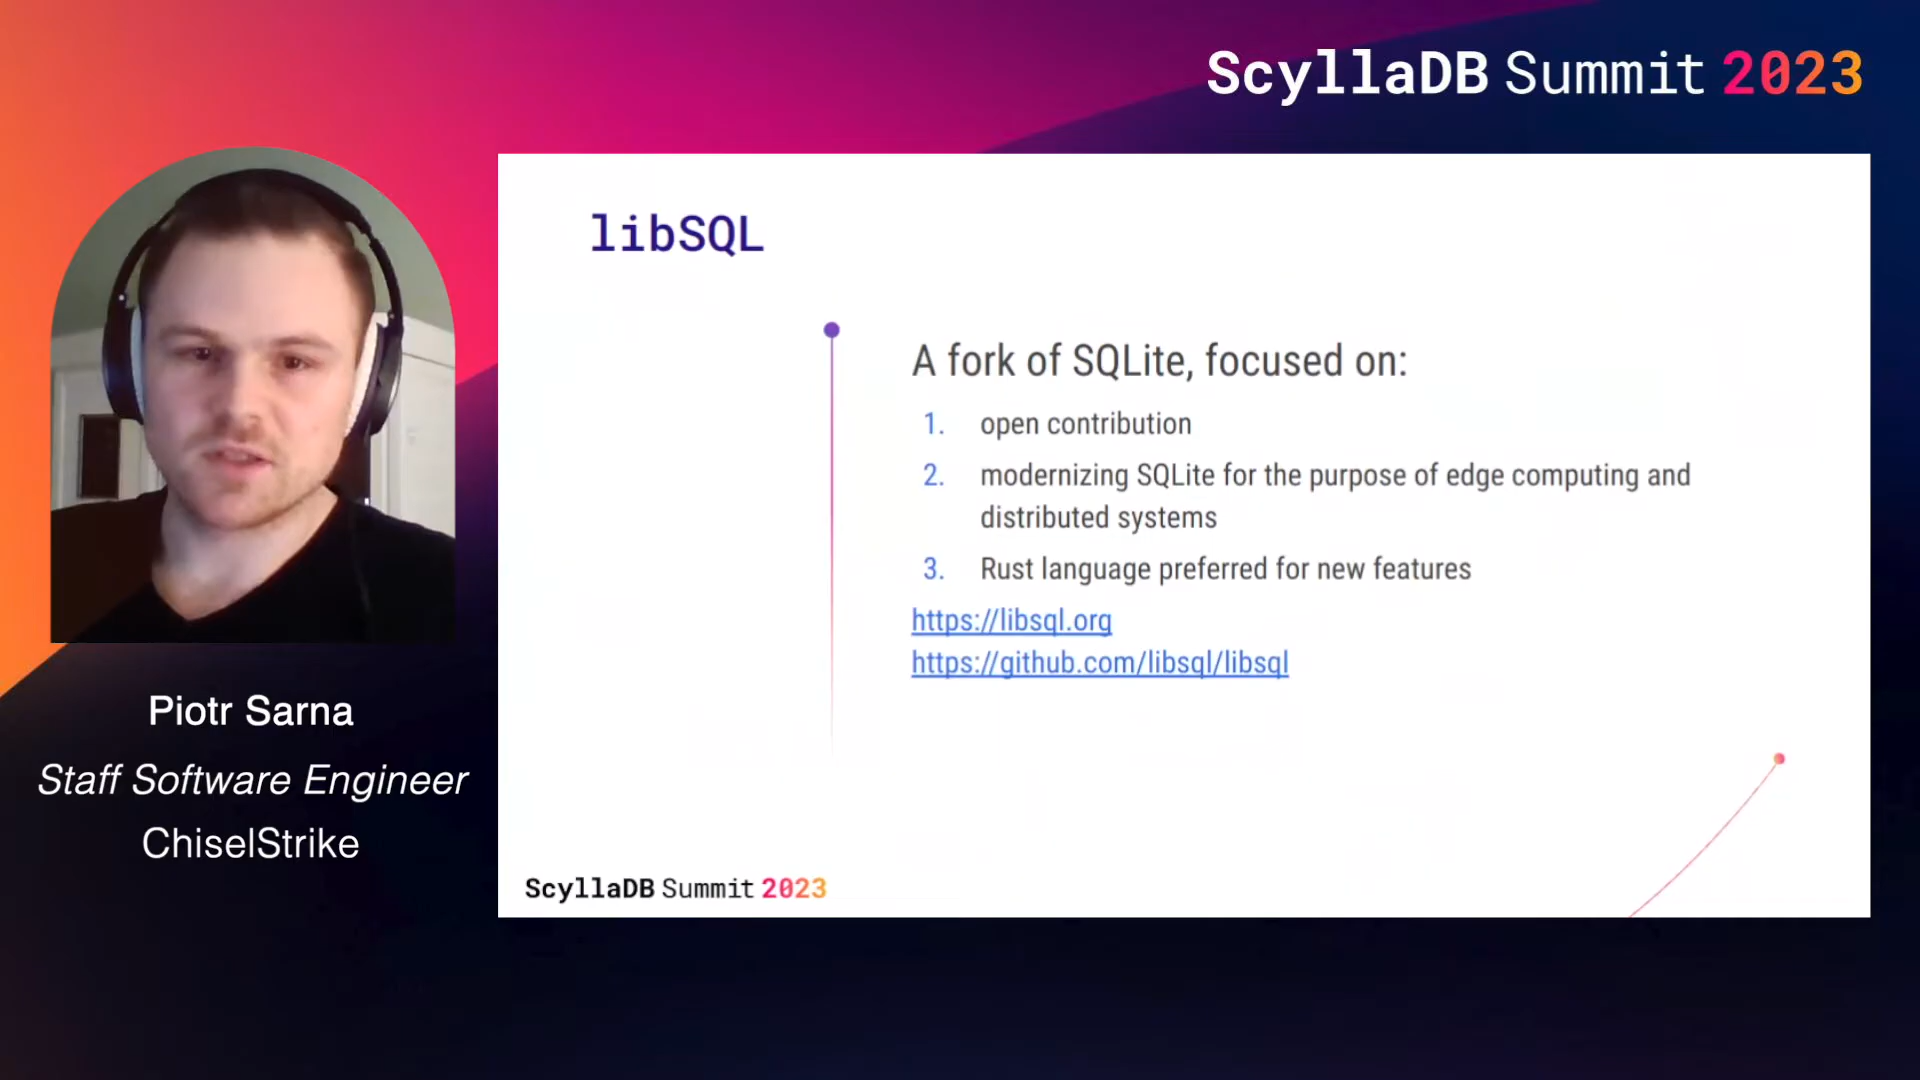 ScyllaDB Summit 2023
libSQL
A fork of SQLite, focused on:
1. open contribution
2. modernizing SQLite for the purpose of edge computing and
distributed systems
3. Rust language preferred for new features
https://libsql.org
https://github.com/libsql/libsql
ScyllaDB Summit 2023
Piotr Sarna
Staff Software Engineer
ChiselStrike